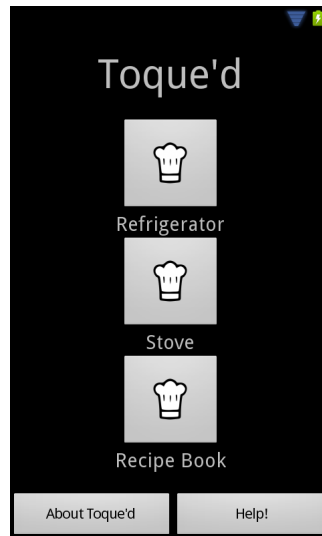 Toque'd
Refrigerator
Stove
Recipe Book
About Toque'd
Help!